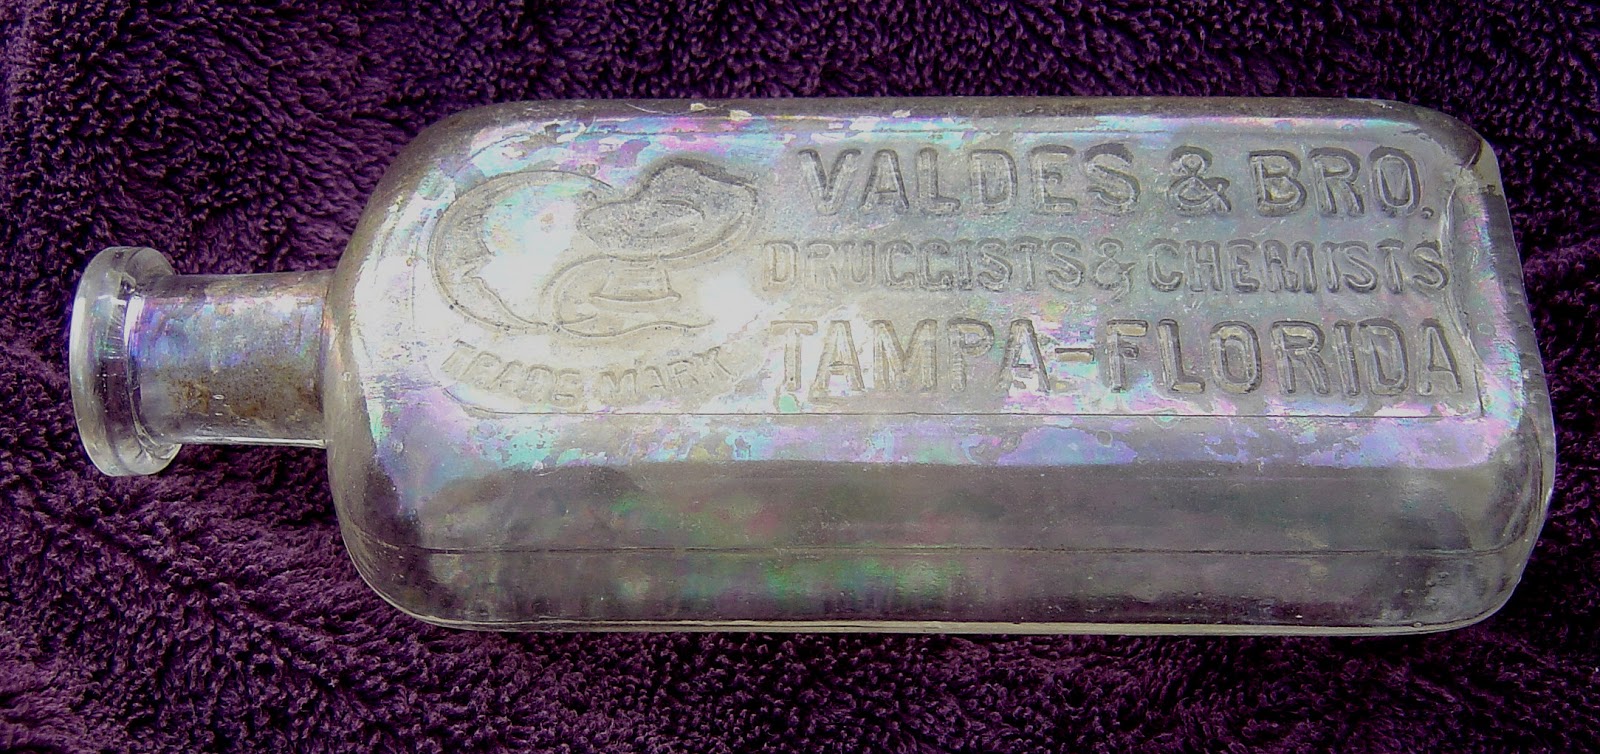 VALDES & BRO.
DRUGGISTS & CHEMISTS
TAMPA-FLORIDA
TRADE MARK